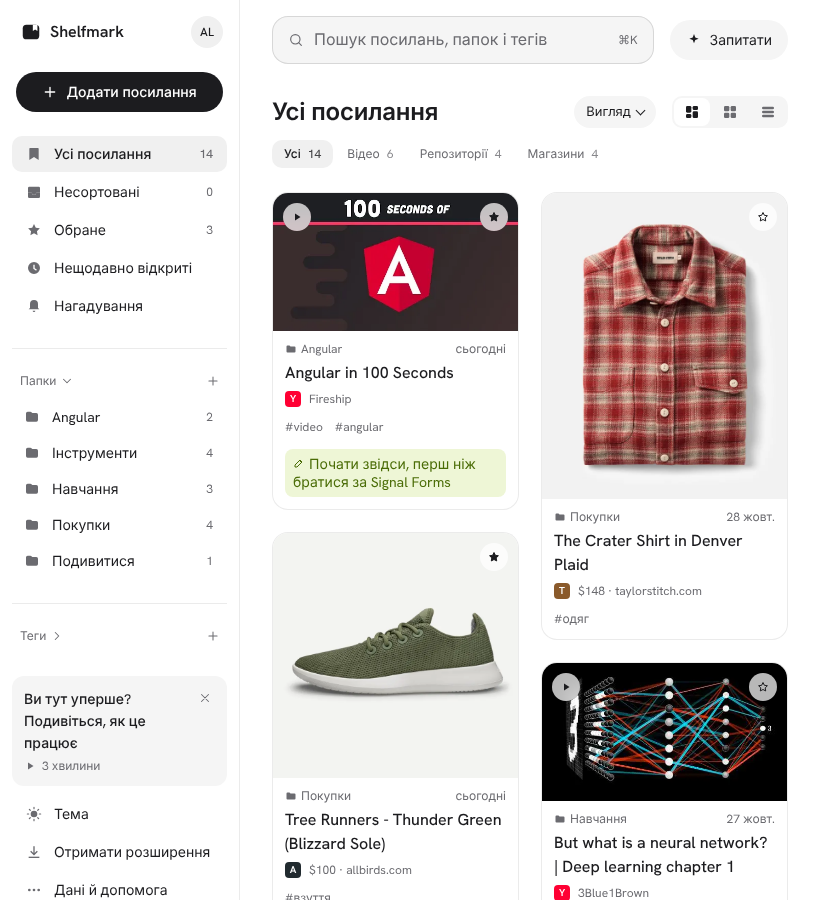 Shelfmark
AL
Додати посилання
Усі посилання 14
Несортовані 0
Обране 3
Нещодавно відкриті
Нагадування
Папки
Angular 2
Інструменти 4
Навчання 3
Покупки 4
Подивитися 1
Теги
Ви тут уперше?
Подивіться, як це
працює
3 хвилини
Тема
Отримати розширення
Дані й допомога
Пошук посилань, папок і тегів ⌘K
Запитати
Усі посилання
Вигляд
Усі 14 Відео 6 Репозиторії 4 Магазини 4
100 SECONDS OF
A
Angular сьогодні
Angular in 100 Seconds
Y Fireship
#video #angular
Почати звідси, перш ніж
братися за Signal Forms
Покупки сьогодні
Tree Runners - Thunder Green
(Blizzard Sole)
A $100 · allbirds.com
#взуття
Покупки 28 жовт.
The Crater Shirt in Denver
Plaid
T $148 · taylorstitch.com
#одяг
3
Навчання 27 жовт.
But what is a neural network?
| Deep learning chapter 1
Y 3Blue1Brown